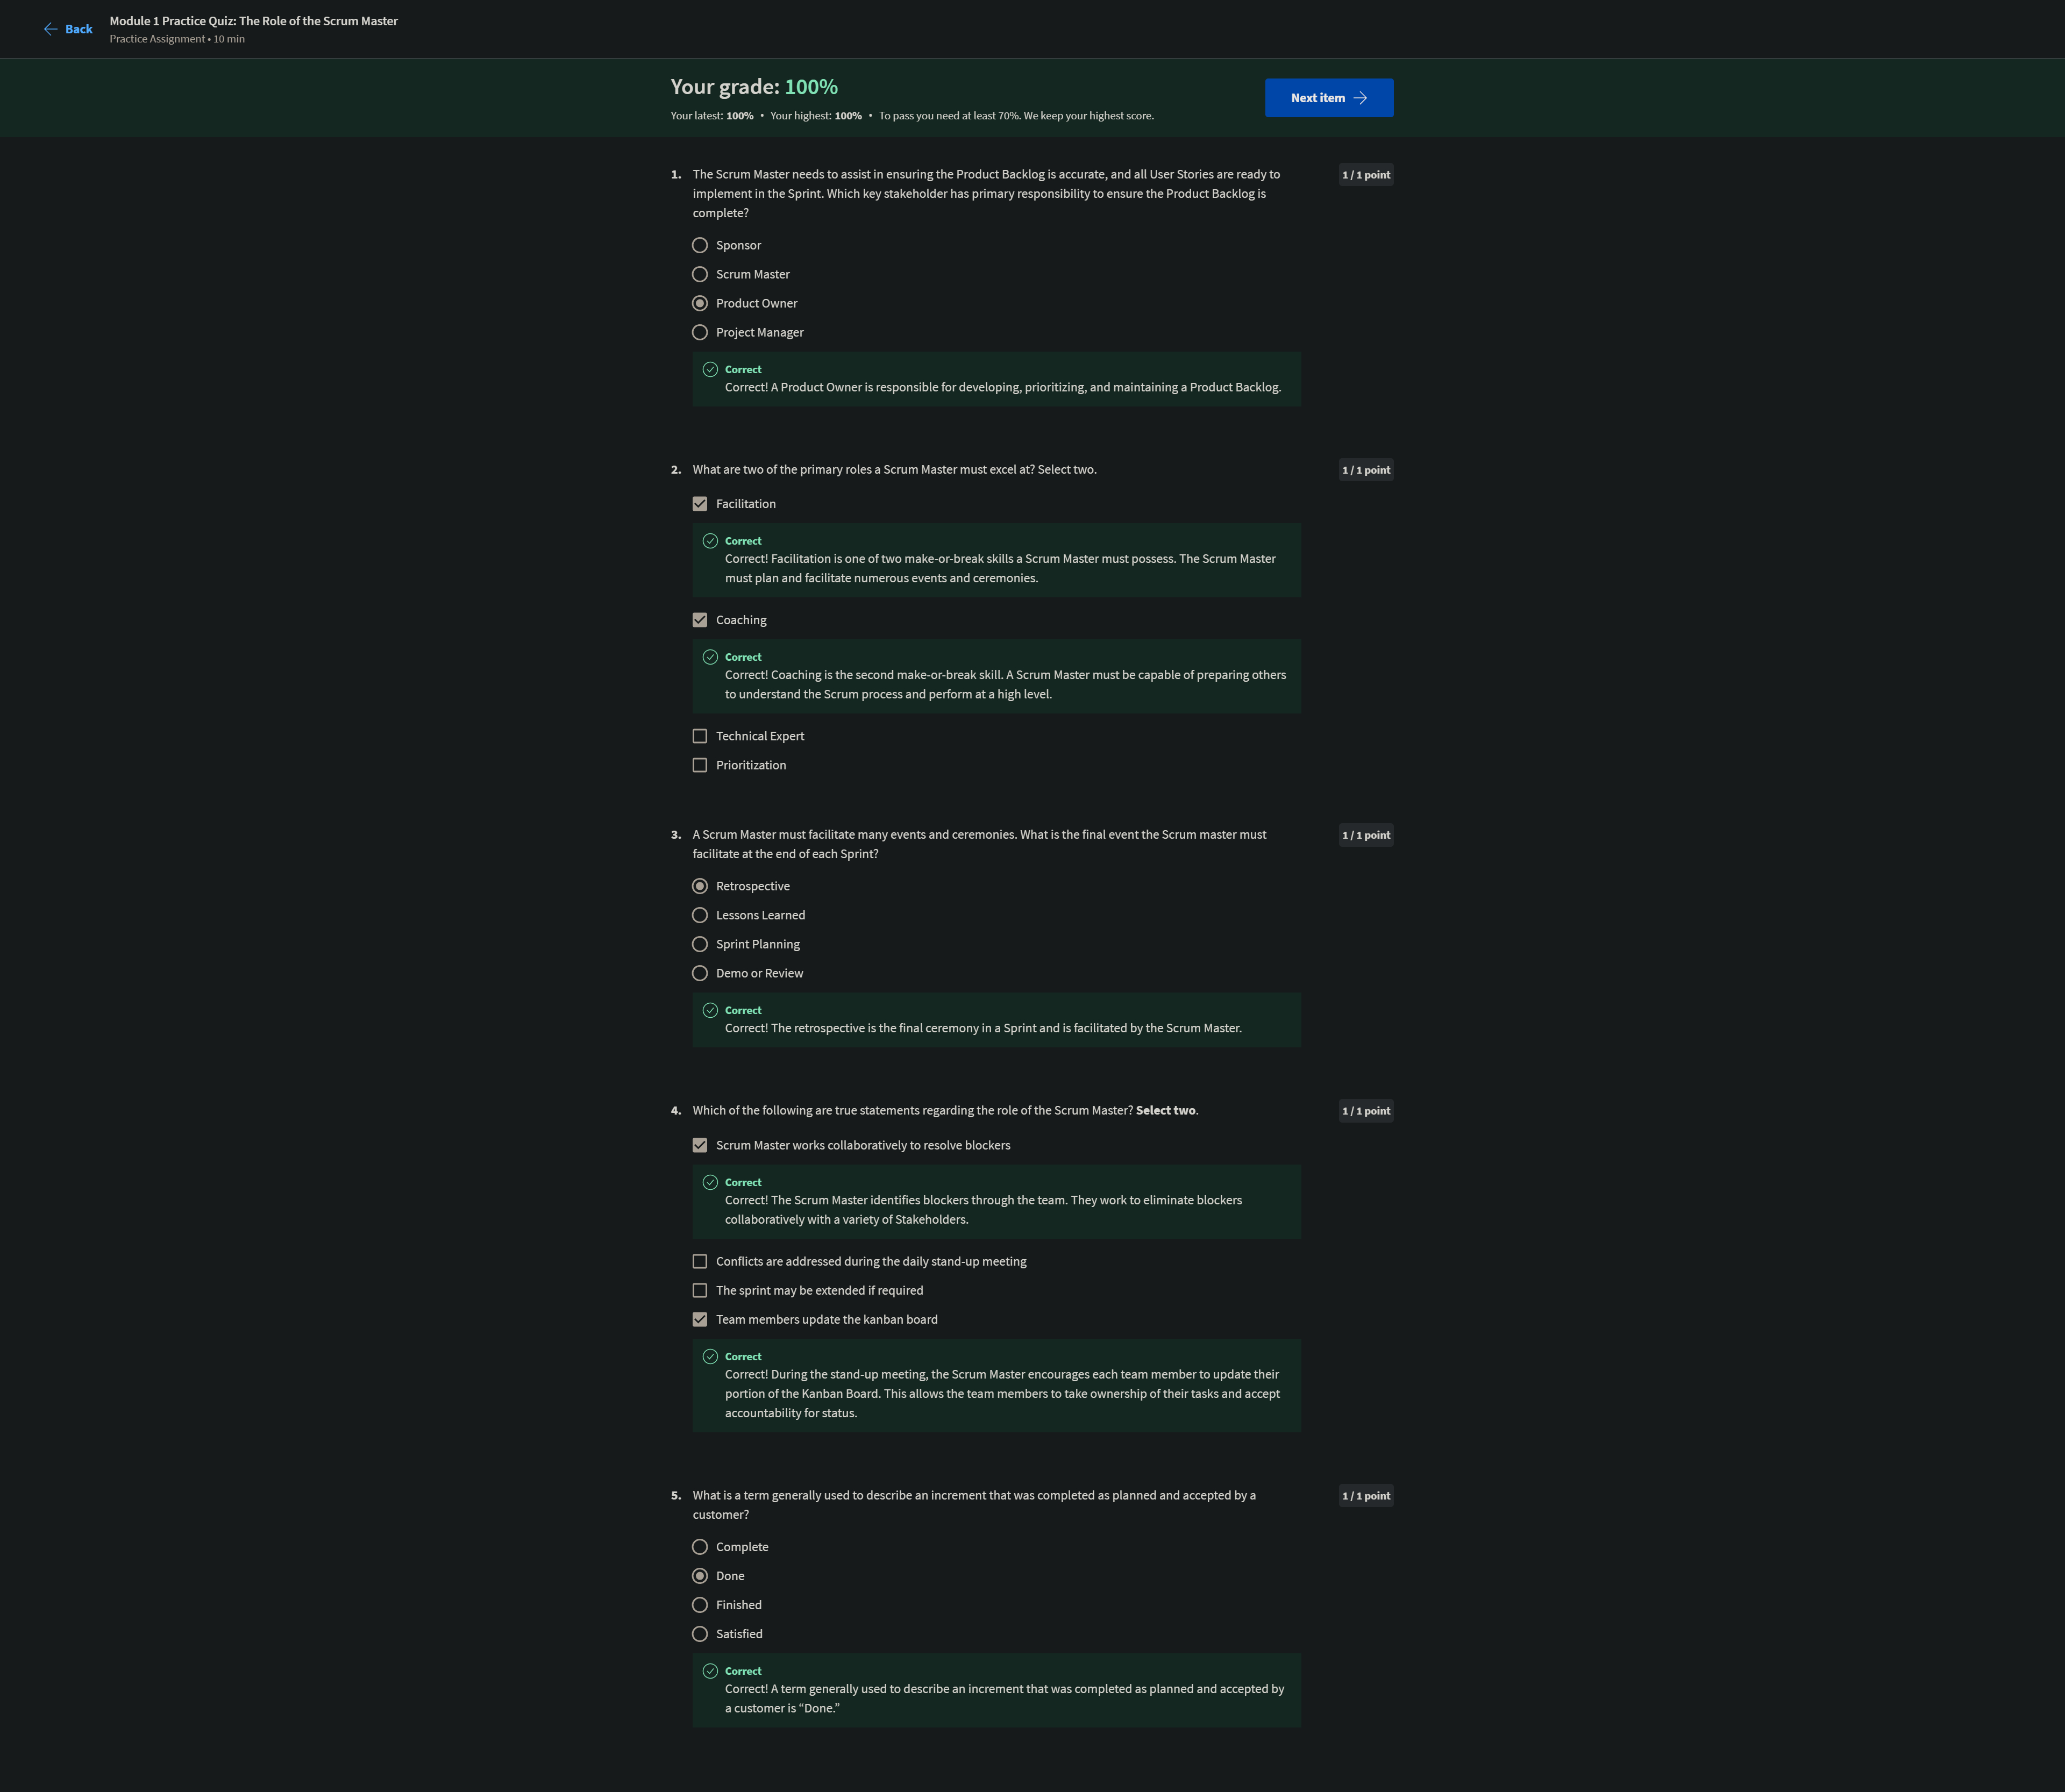 Back
Module 1 Practice Quiz: The Role of the Scrum Master
Practice Assignment • 10 min
Your grade: 100%
Your latest: 100% • Your highest: 100% • To pass you need at least 70%. We keep your highest score.
Next item
1. The Scrum Master needs to assist in ensuring the Product Backlog is accurate, and all User Stories are ready to
implement in the Sprint. Which key stakeholder has primary responsibility to ensure the Product Backlog is
complete?
1 / 1 point
Sponsor
Scrum Master
Product Owner
Project Manager
Correct
Correct! A Product Owner is responsible for developing, prioritizing, and maintaining a Product Backlog.
2. What are two of the primary roles a Scrum Master must excel at? Select two.
1 / 1 point
Facilitation
Correct
Correct! Facilitation is one of two make-or-break skills a Scrum Master must possess. The Scrum Master
must plan and facilitate numerous events and ceremonies.
Coaching
Correct
Correct! Coaching is the second make-or-break skill. A Scrum Master must be capable of preparing others
to understand the Scrum process and perform at a high level.
Technical Expert
Prioritization
3. A Scrum Master must facilitate many events and ceremonies. What is the final event the Scrum master must
facilitate at the end of each Sprint?
1 / 1 point
Retrospective
Lessons Learned
Sprint Planning
Demo or Review
Correct
Correct! The retrospective is the final ceremony in a Sprint and is facilitated by the Scrum Master.
4. Which of the following are true statements regarding the role of the Scrum Master? Select two.
1 / 1 point
Scrum Master works collaboratively to resolve blockers
Correct
Correct! The Scrum Master identifies blockers through the team. They work to eliminate blockers
collaboratively with a variety of Stakeholders.
Conflicts are addressed during the daily stand-up meeting
The sprint may be extended if required
Team members update the kanban board
Correct
Correct! During the stand-up meeting, the Scrum Master encourages each team member to update their
portion of the Kanban Board. This allows the team members to take ownership of their tasks and accept
accountability for status.
5. What is a term generally used to describe an increment that was completed as planned and accepted by a
customer?
1 / 1 point
Complete
Done
Finished
Satisfied
Correct
Correct! A term generally used to describe an increment that was completed as planned and accepted by
a customer is “Done.”